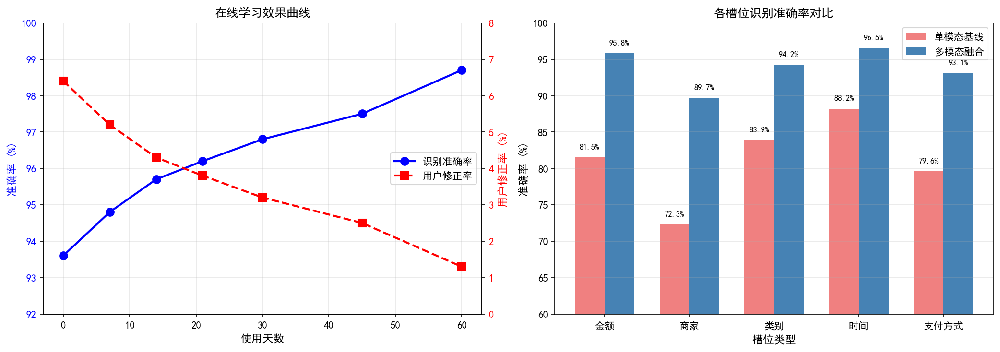 在线学习效果曲线
100
99
98
97
96
95
94
93
92
准确率 (%)
8
7
6
5
4
3
2
1
0
用户修正率 (%)
识别准确率
用户修正率
0 10 20 30 40 50 60
使用天数
各槽位识别准确率对比
100
95
90
85
80
75
70
65
60
准确率 (%)
单模态基线
多模态融合
81.5% 95.8%
72.3% 89.7%
83.9% 94.2%
88.2% 96.5%
79.6% 93.1%
金额 商家 类别 时间 支付方式
槽位类型